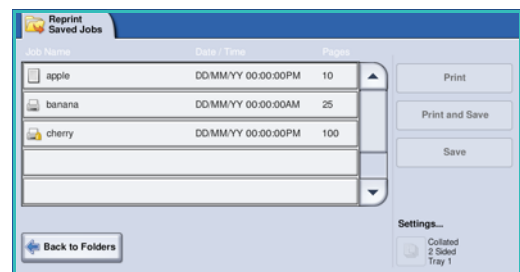 Reprint
Saved Jobs
Job Name Date / Time Pages
apple DD/MM/YY 00:00:00PM 10
banana DD/MM/YY 00:00:00AM 25
cherry DD/MM/YY 00:00:00PM 100
Print
Print and Save
Save
Settings...
Collated
2 Sided
Tray 1
Back to Folders